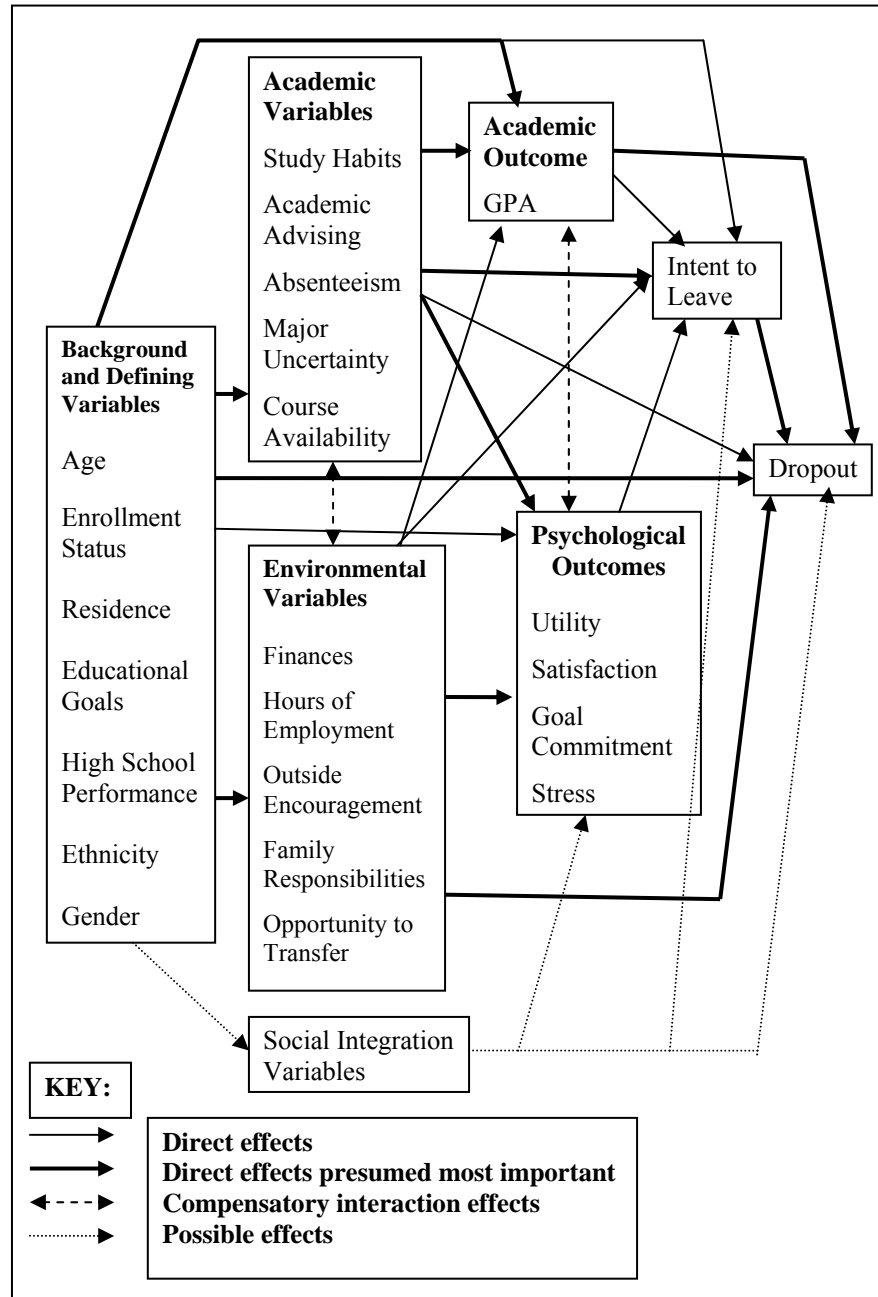 Academic
Variables
Study Habits
Academic
Advising
Absenteeism
Major
Uncertainty
Course
Availability
Academic
Outcome
GPA
Intent to
Leave
Background
and Defining
Variables
Age
Enrollment
Status
Residence
Educational
Goals
High School
Performance
Ethnicity
Gender
Dropout
Environmental
Variables
Finances
Hours of
Employment
Outside
Encouragement
Family
Responsibilities
Opportunity to
Transfer
Psychological
Outcomes
Utility
Satisfaction
Goal
Commitment
Stress
Social Integration
Variables
KEY:
Direct effects
Direct effects presumed most important
Compensatory interaction effects
Possible effects